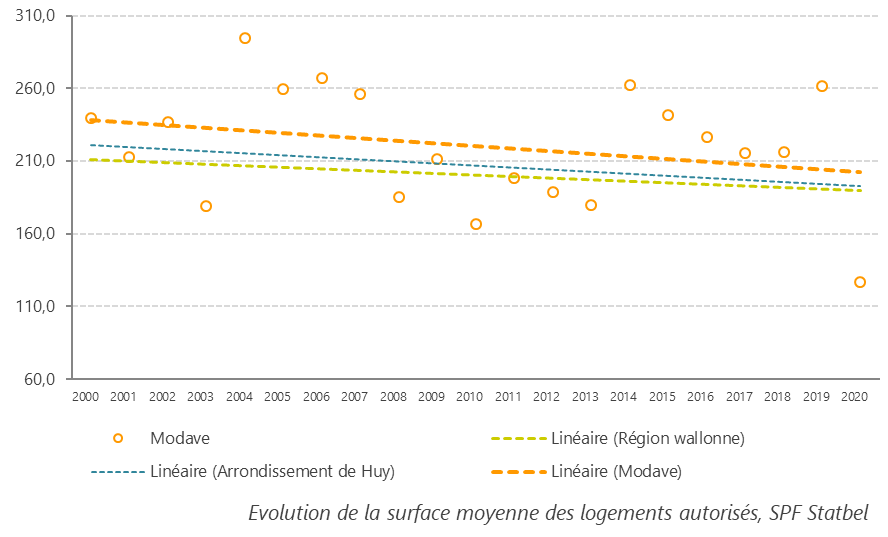 310,0
260,0
210,0
160,0
110,0
60,0
2000 2001 2002 2003 2004 2005 2006 2007 2008 2009 2010 2011 2012 2013 2014 2015 2016 2017 2018 2019 2020
Modave Linéaire (Région wallonne)
Linéaire (Arrondissement de Huy) Linéaire (Modave)
Evolution de la surface moyenne des logements autorisés, SPF Statbel